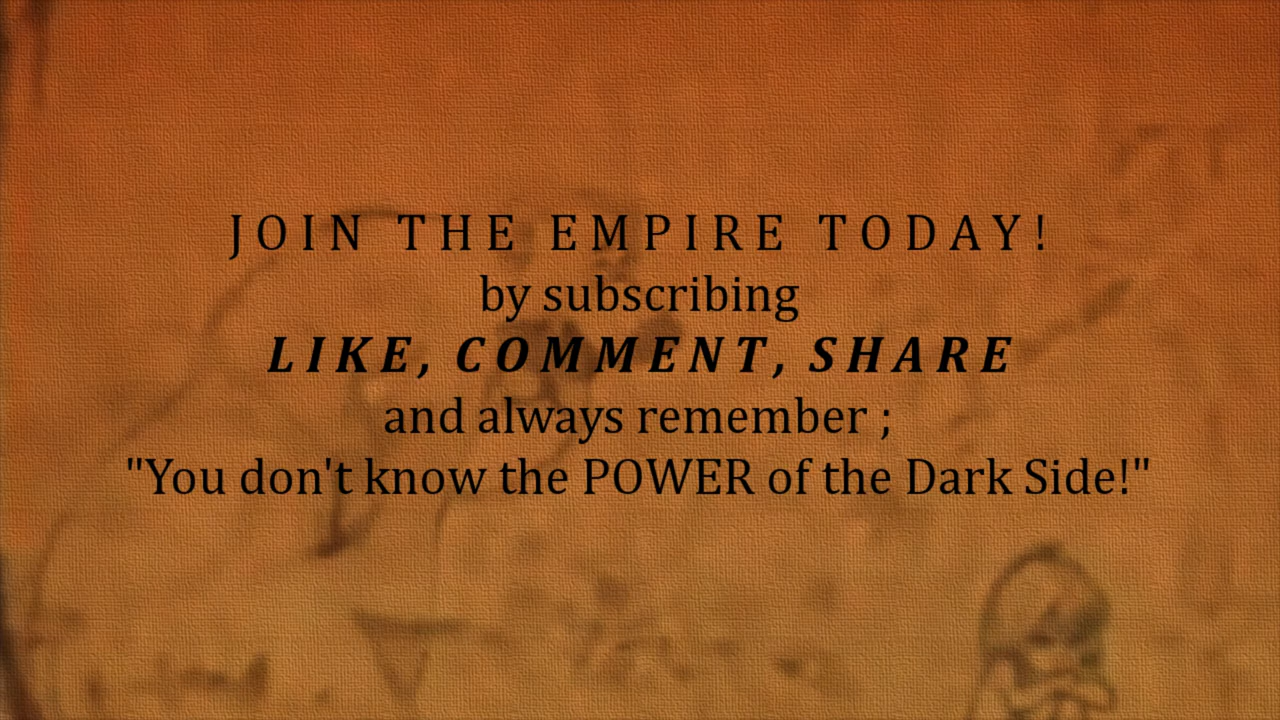 JOIN THE EMPIRE TODAY!
by subscribing
LIKE, COMMENT, SHARE
and always remember ;
"You don't know the POWER of the Dark Side!"